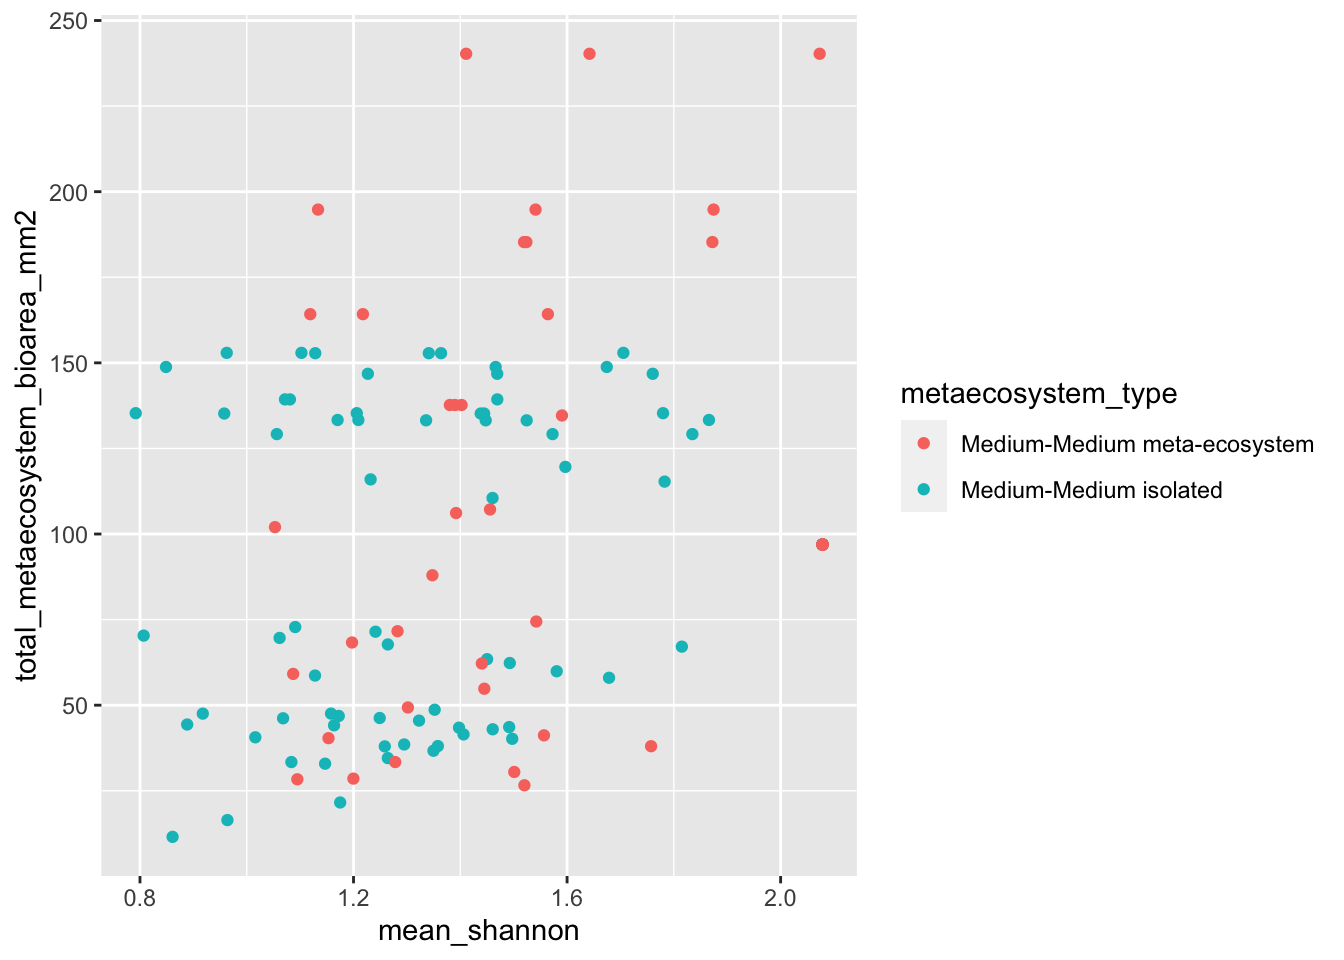 250
200
150
100
50
total_metaecosystem_bioarea_mm2
0.8
1.2
1.6
2.0
mean_shannon
metaecosystem_type
Medium-Medium meta-ecosystem
Medium-Medium isolated